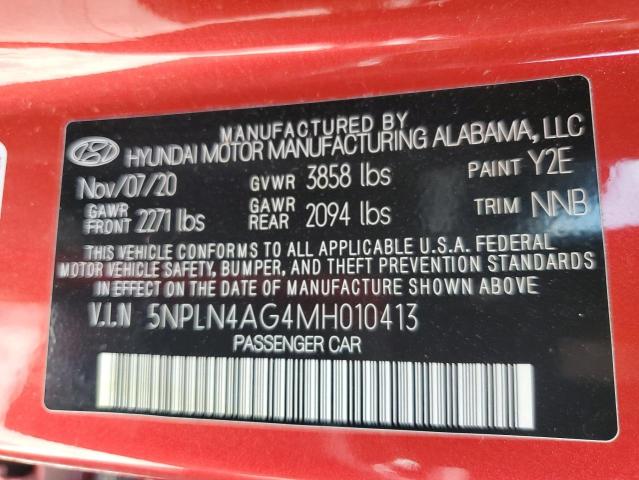 MANUFACTURED BY
HYUNDAI MOTOR MANUFACTURING ALABAMA, LLC
Nov/07/20 GVWR 3858 lbs PAINT Y2E
GAWR FRONT 2271 lbs GAWR REAR 2094 lbs TRIM NNB
THIS VEHICLE CONFORMS TO ALL APPLICABLE U.S.A. FEDERAL
MOTOR VEHICLE SAFETY, BUMPER, AND THEFT PREVENTION STANDARDS
IN EFFECT ON THE DATE OF MANUFACTURE SHOWN ABOVE
V.I.N 5NPLN4AG4MH010413
PASSENGER CAR